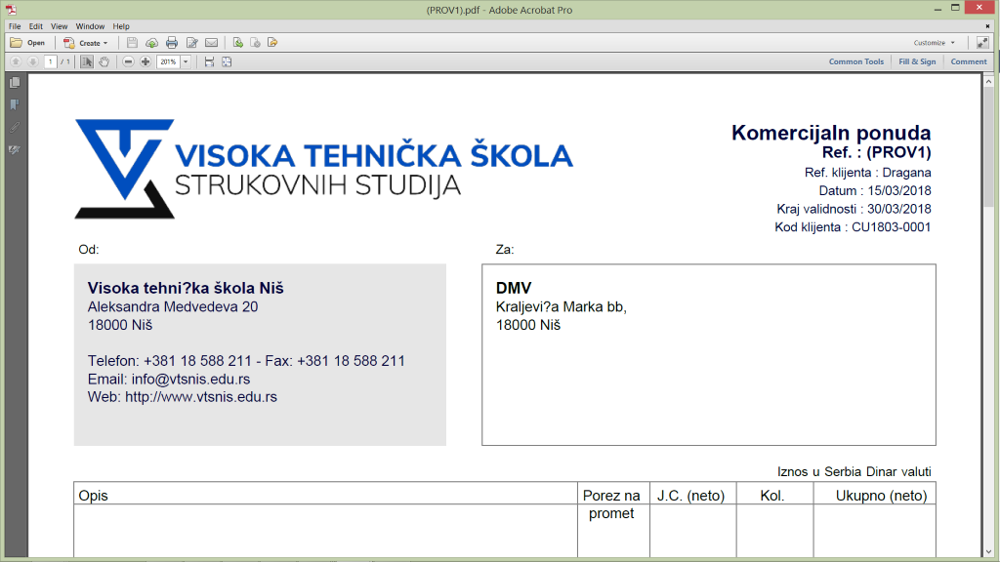 (PROV1).pdf - Adobe Acrobat Pro
File Edit View Window Help
Open Create Customize
1 / 1 201% Common Tools Fill & Sign Comment
VISOKA TEHNIČKA ŠKOLA
STRUKOVNIH STUDIJA
Komercijaln ponuda
Ref. : (PROV1)
Ref. klijenta : Dragana
Datum : 15/03/2018
Kraj validnosti : 30/03/2018
Kod klijenta : CU1803-0001
Od:
Visoka tehni?ka škola Niš
Aleksandra Medvedeva 20
18000 Niš
Telefon: +381 18 588 211 - Fax: +381 18 588 211
Email: info@vtsnis.edu.rs
Web: http://www.vtsnis.edu.rs
Za:
DMV
Kraljevi?a Marka bb,
18000 Niš
Iznos u Serbia Dinar valuti
Opis Porez na promet J.C. (neto) Kol. Ukupno (neto)